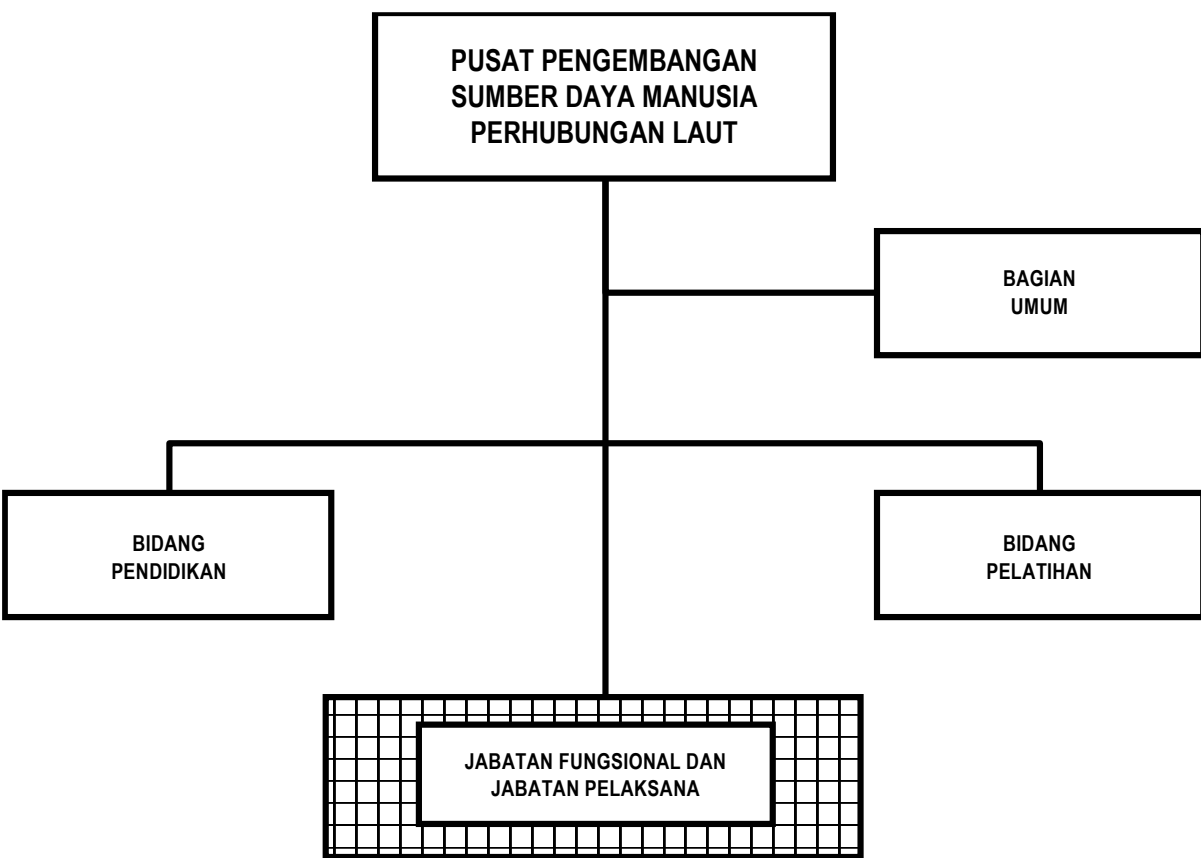 PUSAT PENGEMBANGAN
SUMBER DAYA MANUSIA
PERHUBUNGAN LAUT
BAGIAN
UMUM
BIDANG
PENDIDIKAN
BIDANG
PELATIHAN
JABATAN FUNGSIONAL DAN
JABATAN PELAKSANA